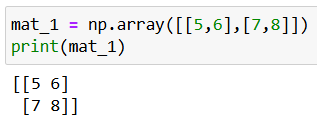 mat_1 = np.array([[5,6],[7,8]])
print(mat_1)
[[5 6]
 [7 8]]